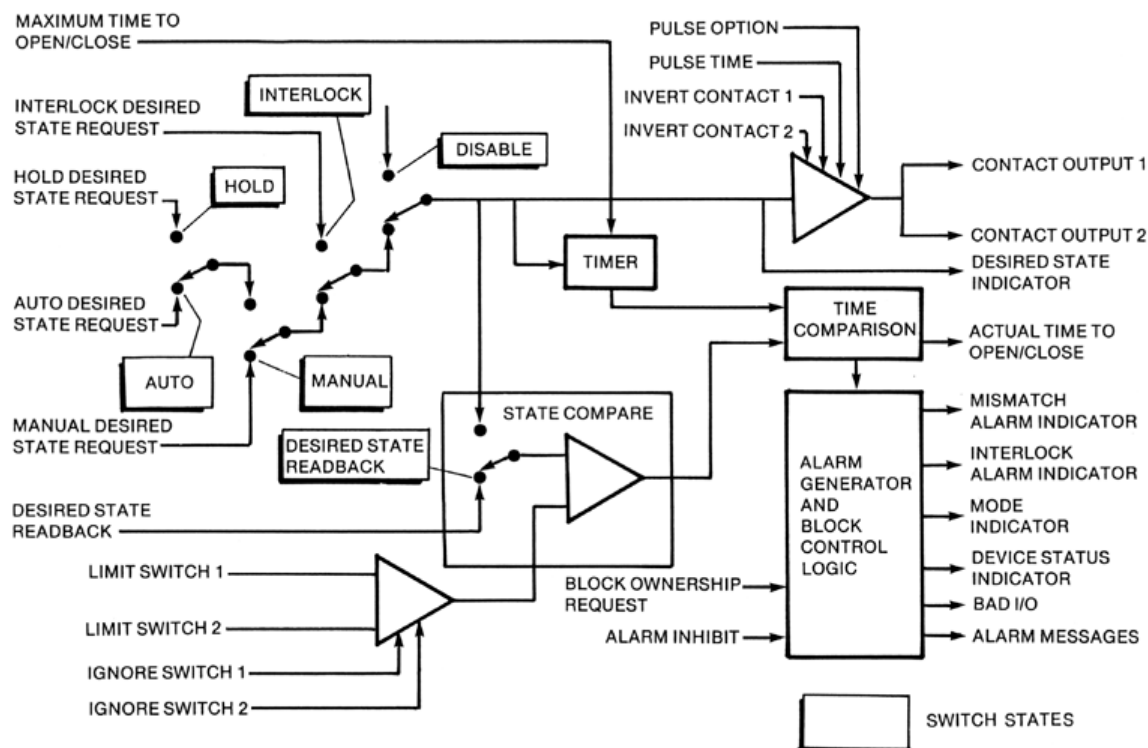 MAXIMUM TIME TO
OPEN/CLOSE
INTERLOCK DESIRED
STATE REQUEST
INTERLOCK
HOLD DESIRED
STATE REQUEST
HOLD
DISABLE
AUTO DESIRED
STATE REQUEST
AUTO
MANUAL
MANUAL DESIRED
STATE REQUEST
PULSE OPTION
PULSE TIME
INVERT CONTACT 1
INVERT CONTACT 2
CONTACT OUTPUT 1
CONTACT OUTPUT 2
DESIRED STATE
INDICATOR
TIMER
TIME
COMPARISON
ACTUAL TIME TO
OPEN/CLOSE
STATE COMPARE
DESIRED STATE
READBACK
DESIRED STATE
READBACK
LIMIT SWITCH 1
LIMIT SWITCH 2
IGNORE SWITCH 1
IGNORE SWITCH 2
BLOCK OWNERSHIP
REQUEST
ALARM INHIBIT
ALARM
GENERATOR
AND
BLOCK
CONTROL
LOGIC
MISMATCH
ALARM INDICATOR
INTERLOCK
ALARM INDICATOR
MODE
INDICATOR
DEVICE STATUS
INDICATOR
BAD I/O
ALARM MESSAGES
SWITCH STATES